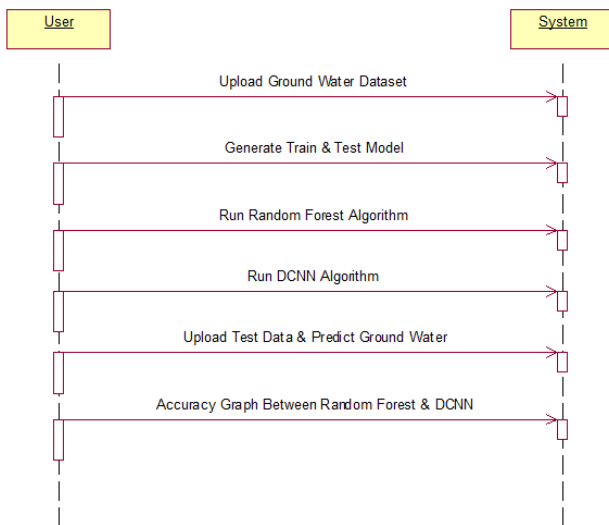 User
System
Upload Ground Water Dataset
Generate Train & Test Model
Run Random Forest Algorithm
Run DCNN Algorithm
Upload Test Data & Predict Ground Water
Accuracy Graph Between Random Forest & DCNN